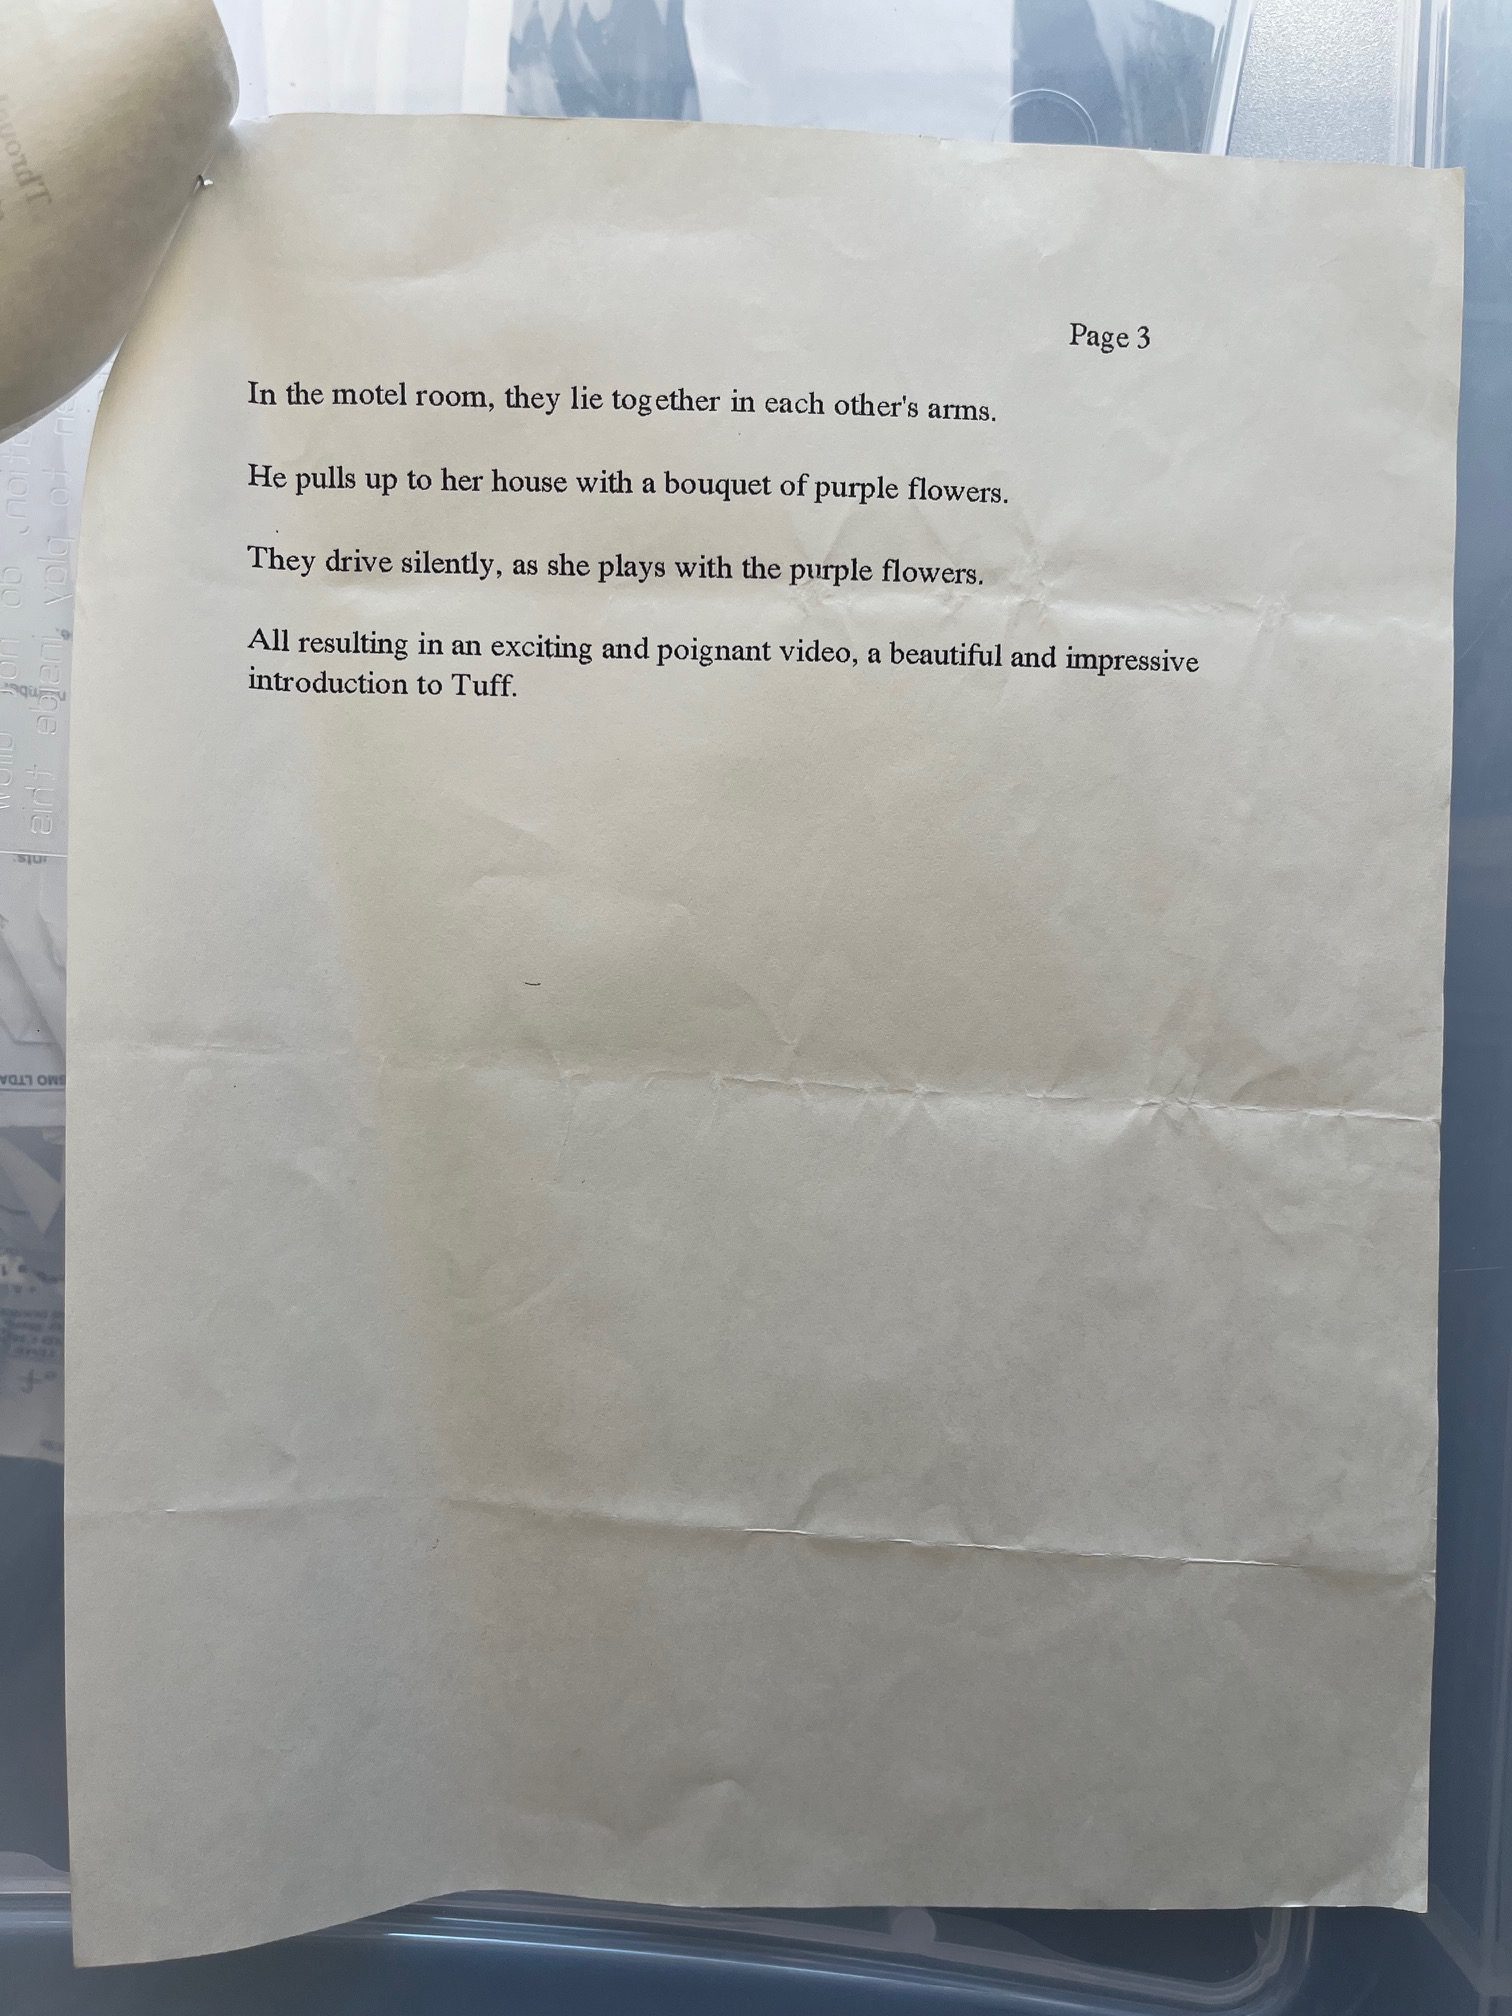 Page 3
In the motel room, they lie together in each other's arms.
He pulls up to her house with a bouquet of purple flowers.
They drive silently, as she plays with the purple flowers.
All resulting in an exciting and poignant video, a beautiful and impressive
introduction to Tuff.